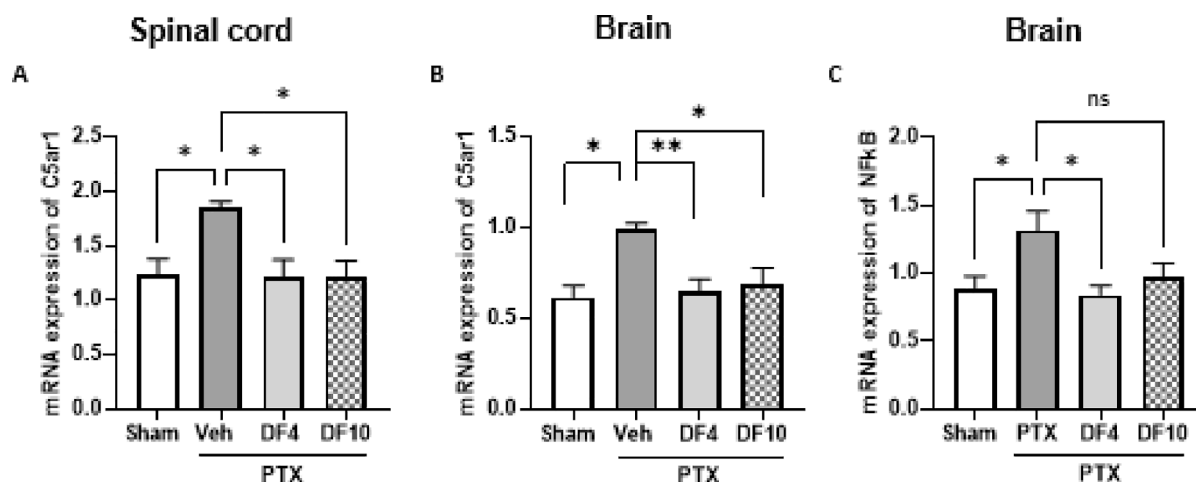 Spinal cord
Brain
Brain
A
B
C
mRNA expression of C5ar1
2.5
2.0
1.5
1.0
0.5
0.0
*
*
*
Sham Veh DF4 DF10
PTX
mRNA expression of C5ar1
1.5
1.0
0.5
0.0
*
**
*
Sham Veh DF4 DF10
PTX
mRNA expression of NFkB
2.0
1.5
1.0
0.5
0.0
*
*
ns
Sham PTX DF4 DF10
PTX